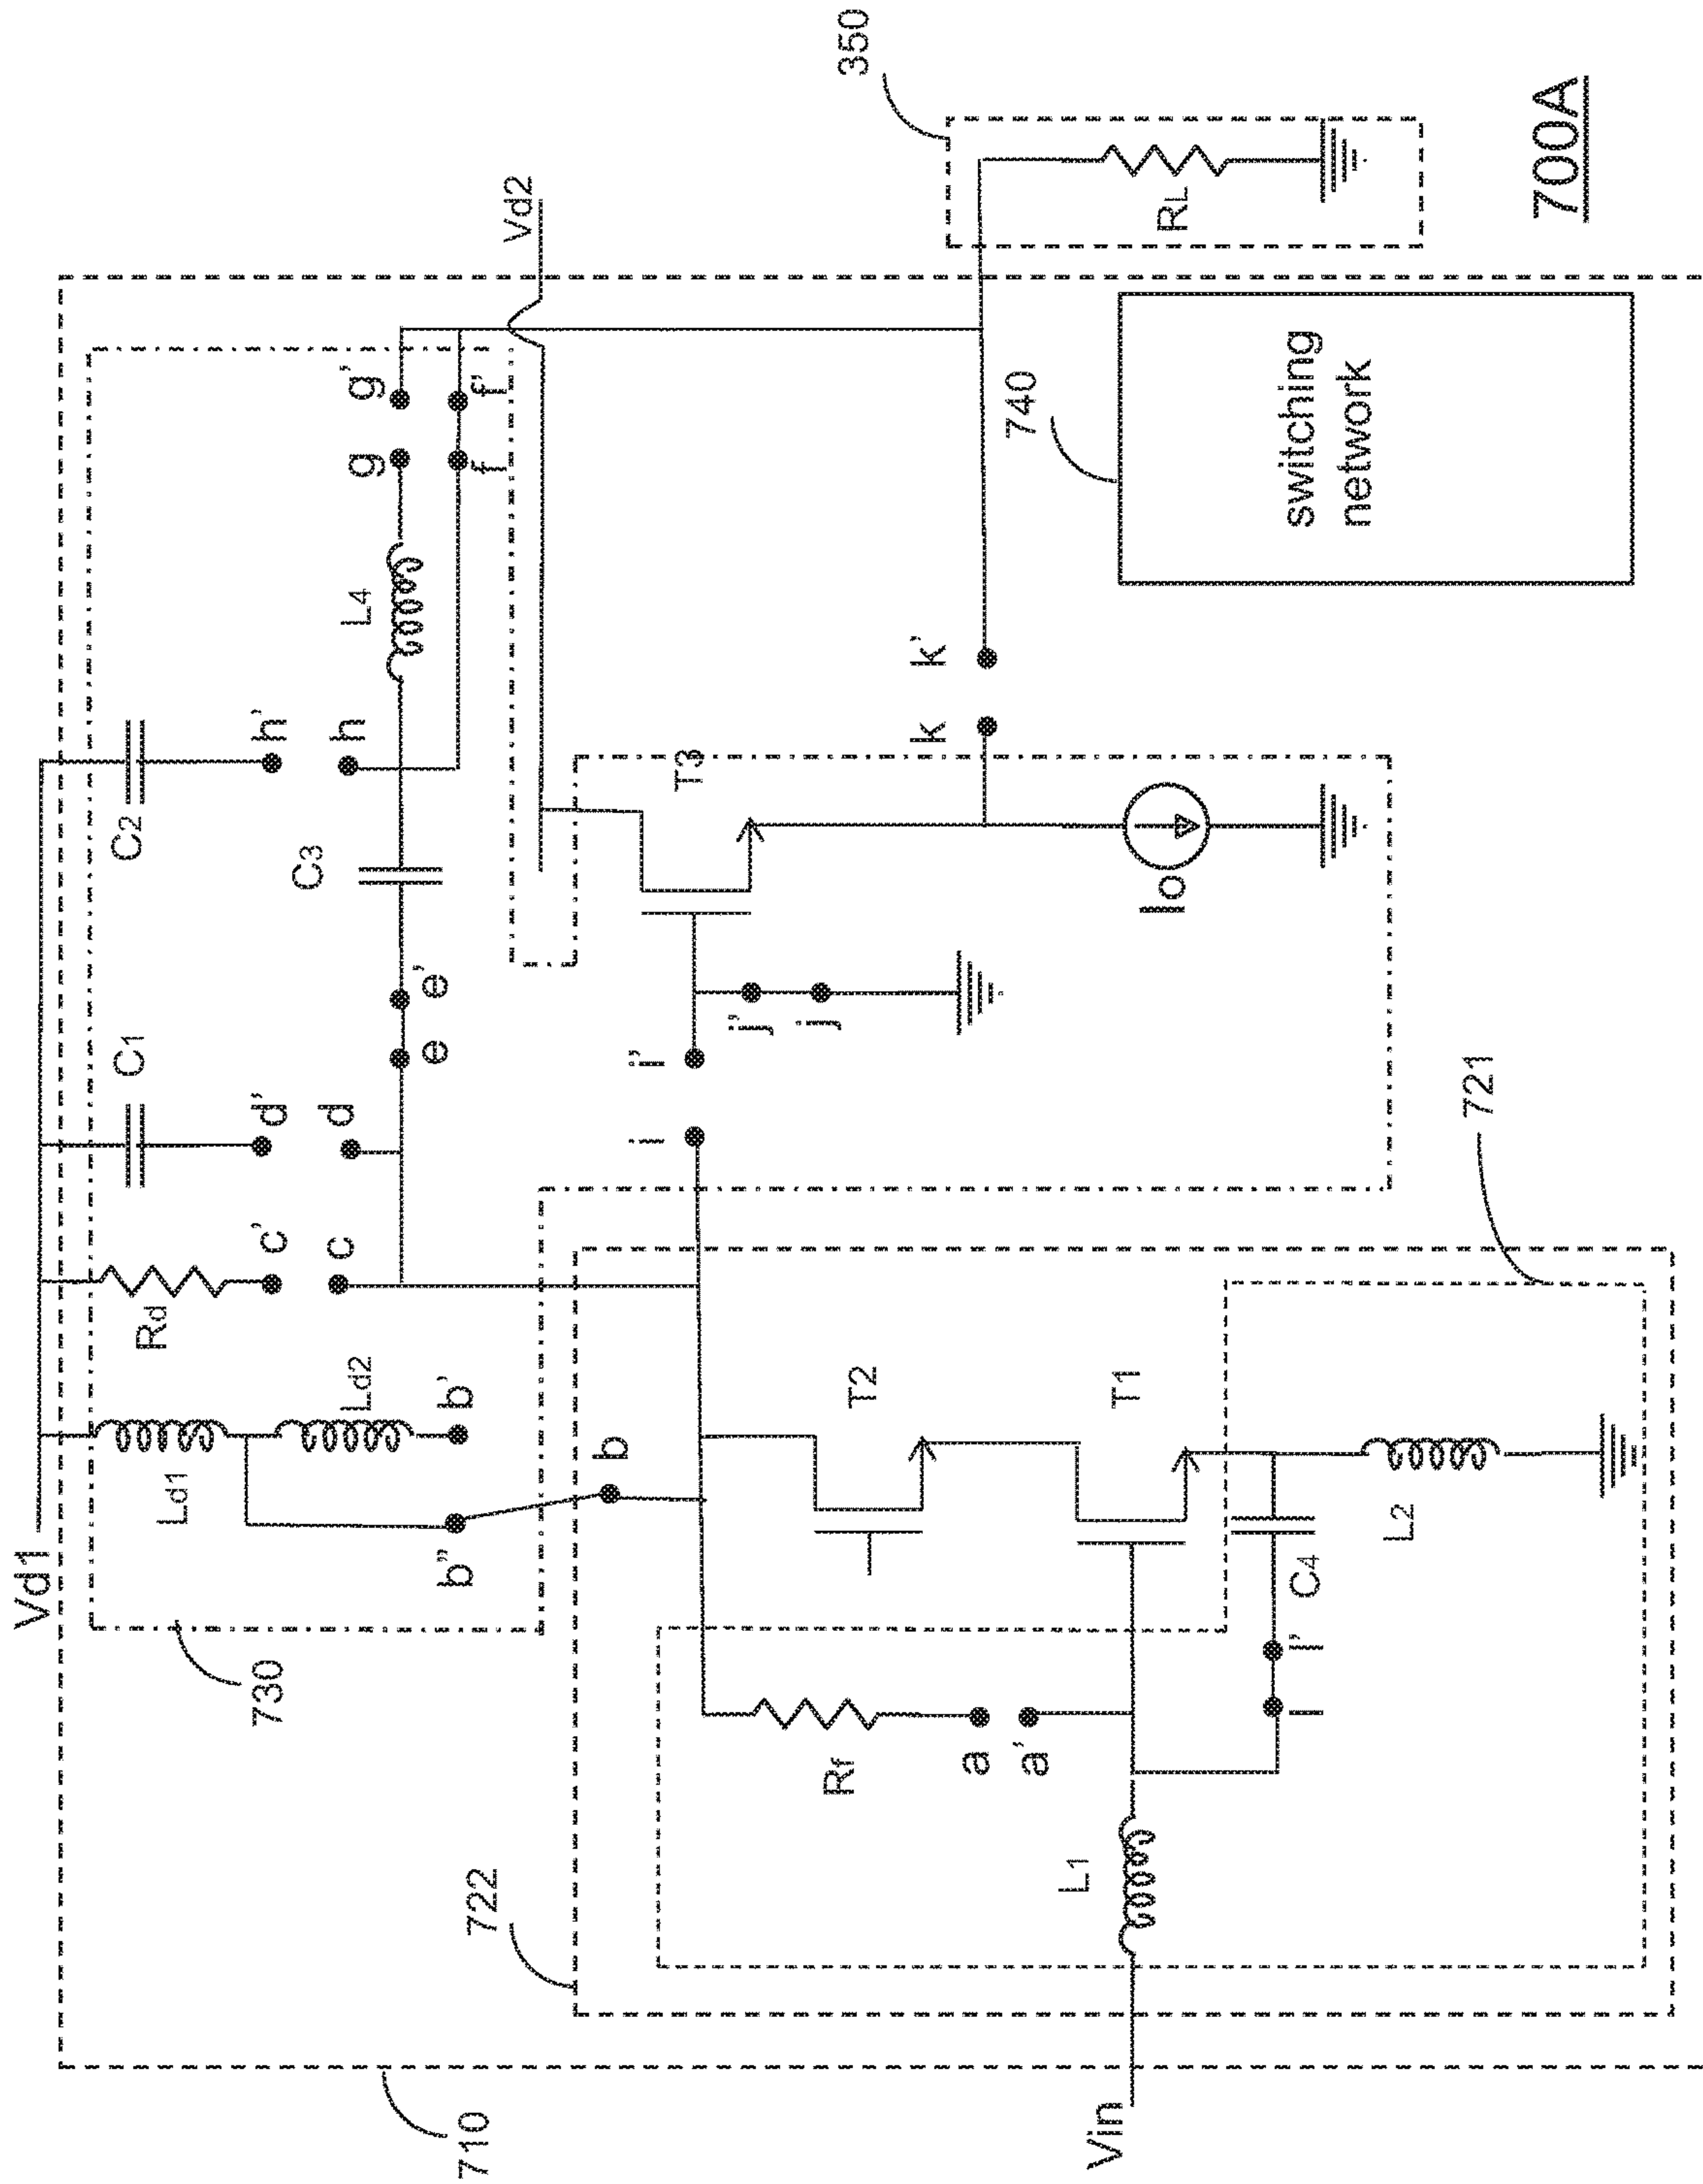 Vd1
Ld1
Ld2
b''
b'
b
Rd
c'
c
C1
d'
d
e
e'
C2
h'
h
C3
L4
g
g'
f
f'
Vd2
730
710
722
Rf
a
a'
L1
Vin
T2
T1
l
l'
C4
L2
721
i
i'
j'
j
T3
Io
k
k'
740
switching
network
350
RL
700A